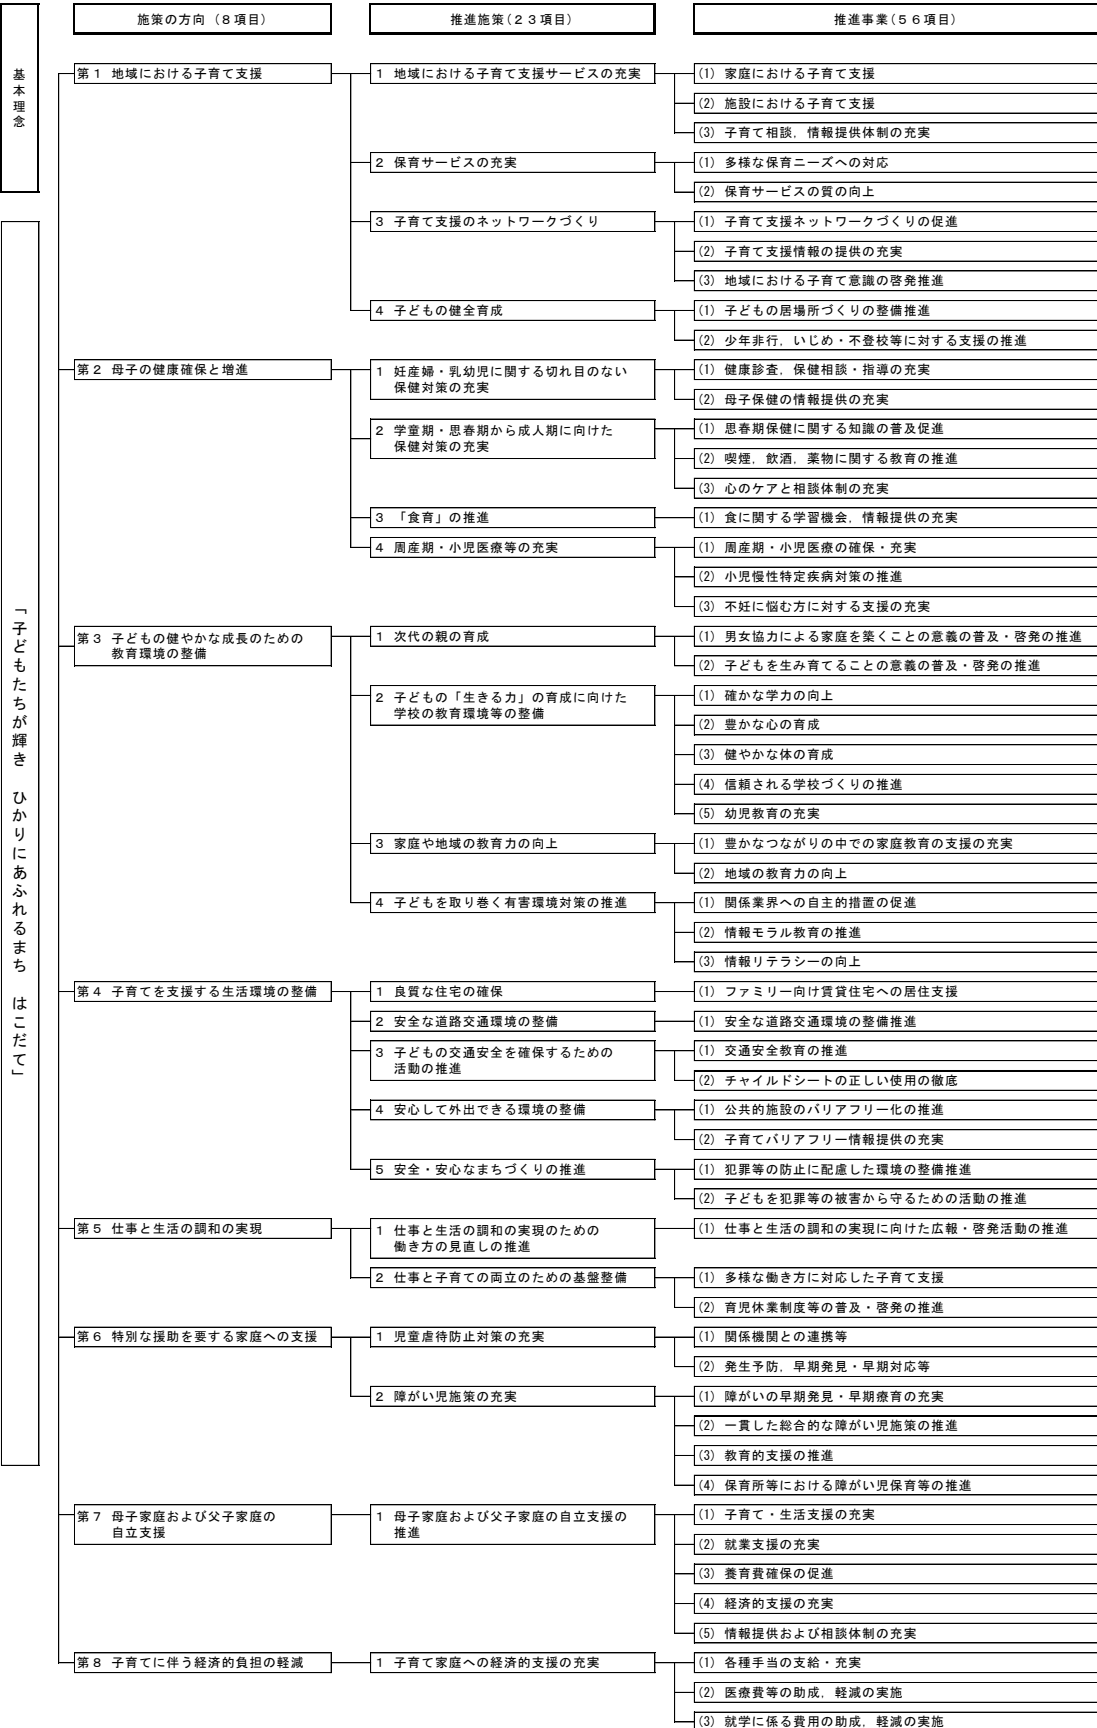 施策の方向（８項目）
推進施策（２３項目）
推進事業（５６項目）
基本理念
「子どもたちが輝き　ひかりにあふれるまち　はこだて」
第１ 地域における子育て支援
１ 地域における子育て支援サービスの充実
(1) 家庭における子育て支援
(2) 施設における子育て支援
(3) 子育て相談，情報提供体制の充実
２ 保育サービスの充実
(1) 多様な保育ニーズへの対応
(2) 保育サービスの質の向上
３ 子育て支援のネットワークづくり
(1) 子育て支援ネットワークづくりの促進
(2) 子育て支援情報の提供の充実
(3) 地域における子育て意識の啓発推進
４ 子どもの健全育成
(1) 子どもの居場所づくりの整備推進
(2) 少年非行，いじめ・不登校等に対する支援の推進
第２ 母子の健康確保と増進
１ 妊産婦・乳幼児に関する切れ目のない
保健対策の充実
(1) 健康診査，保健相談・指導の充実
(2) 母子保健の情報提供の充実
２ 学童期・思春期から成人期に向けた
保健対策の充実
(1) 思春期保健に関する知識の普及促進
(2) 喫煙，飲酒，薬物に関する教育の推進
(3) 心のケアと相談体制の充実
３ 「食育」の推進
(1) 食に関する学習機会，情報提供の充実
４ 周産期・小児医療等の充実
(1) 周産期・小児医療の確保・充実
(2) 小児慢性特定疾病対策の推進
(3) 不妊に悩む方に対する支援の充実
第３ 子どもの健やかな成長のための
教育環境の整備
１ 次代の親の育成
(1) 男女協力による家庭を築くことの意義の普及・啓発の推進
(2) 子どもを生み育てることの意義の普及・啓発の推進
２ 子どもの「生きる力」の育成に向けた
学校の教育環境等の整備
(1) 確かな学力の向上
(2) 豊かな心の育成
(3) 健やかな体の育成
(4) 信頼される学校づくりの推進
(5) 幼児教育の充実
３ 家庭や地域の教育力の向上
(1) 豊かなつながりの中での家庭教育の支援の充実
(2) 地域の教育力の向上
４ 子どもを取り巻く有害環境対策の推進
(1) 関係業界への自主的措置の促進
(2) 情報モラル教育の推進
(3) 情報リテラシーの向上
第４ 子育てを支援する生活環境の整備
１ 良質な住宅の確保
(1) ファミリー向け賃貸住宅への居住支援
２ 安全な道路交通環境の整備
(1) 安全な道路交通環境の整備推進
３ 子どもの交通安全を確保するための
活動の推進
(1) 交通安全教育の推進
(2) チャイルドシートの正しい使用の徹底
４ 安心して外出できる環境の整備
(1) 公共的施設のバリアフリー化の推進
(2) 子育てバリアフリー情報提供の充実
５ 安全・安心なまちづくりの推進
(1) 犯罪等の防止に配慮した環境の整備推進
(2) 子どもを犯罪等の被害から守るための活動の推進
第５ 仕事と生活の調和の実現
１ 仕事と生活の調和の実現のための
働き方の見直しの推進
(1) 仕事と生活の調和の実現に向けた広報・啓発活動の推進
２ 仕事と子育ての両立のための基盤整備
(1) 多様な働き方に対応した子育て支援
(2) 育児休業制度等の普及・啓発の推進
第６ 特別な援助を要する家庭への支援
１ 児童虐待防止対策の充実
(1) 関係機関との連携等
(2) 発生予防，早期発見・早期対応等
２ 障がい児施策の充実
(1) 障がいの早期発見・早期療育の充実
(2) 一貫した総合的な障がい児施策の推進
(3) 教育的支援の推進
(4) 保育所等における障がい児保育等の推進
第７ 母子家庭および父子家庭の
自立支援
１ 母子家庭および父子家庭の自立支援の
推進
(1) 子育て・生活支援の充実
(2) 就業支援の充実
(3) 養育費確保の促進
(4) 経済的支援の充実
(5) 情報提供および相談体制の充実
第８ 子育てに伴う経済的負担の軽減
１ 子育て家庭への経済的支援の充実
(1) 各種手当の支給・充実
(2) 医療費等の助成，軽減の実施
(3) 就学に係る費用の助成，軽減の実施